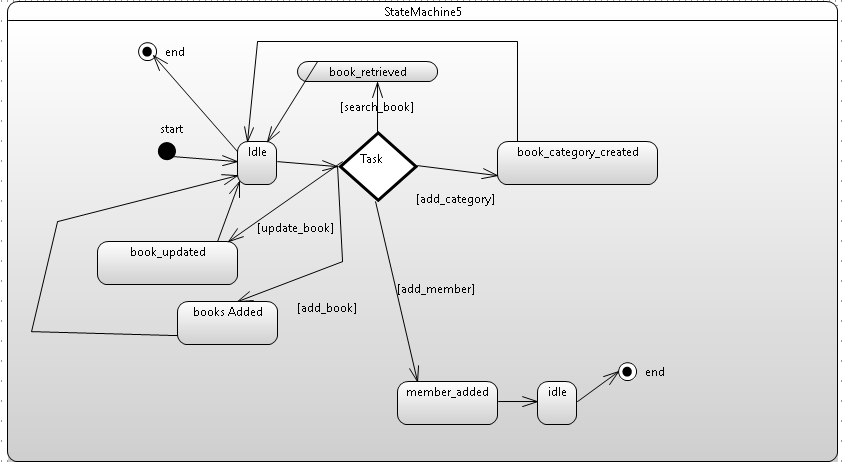 StateMachine5
end
book_retrieved
[search_book]
start
Idle
Task
book_category_created
[add_category]
[update_book]
book_updated
[add_member]
books Added
[add_book]
end
member_added
idle